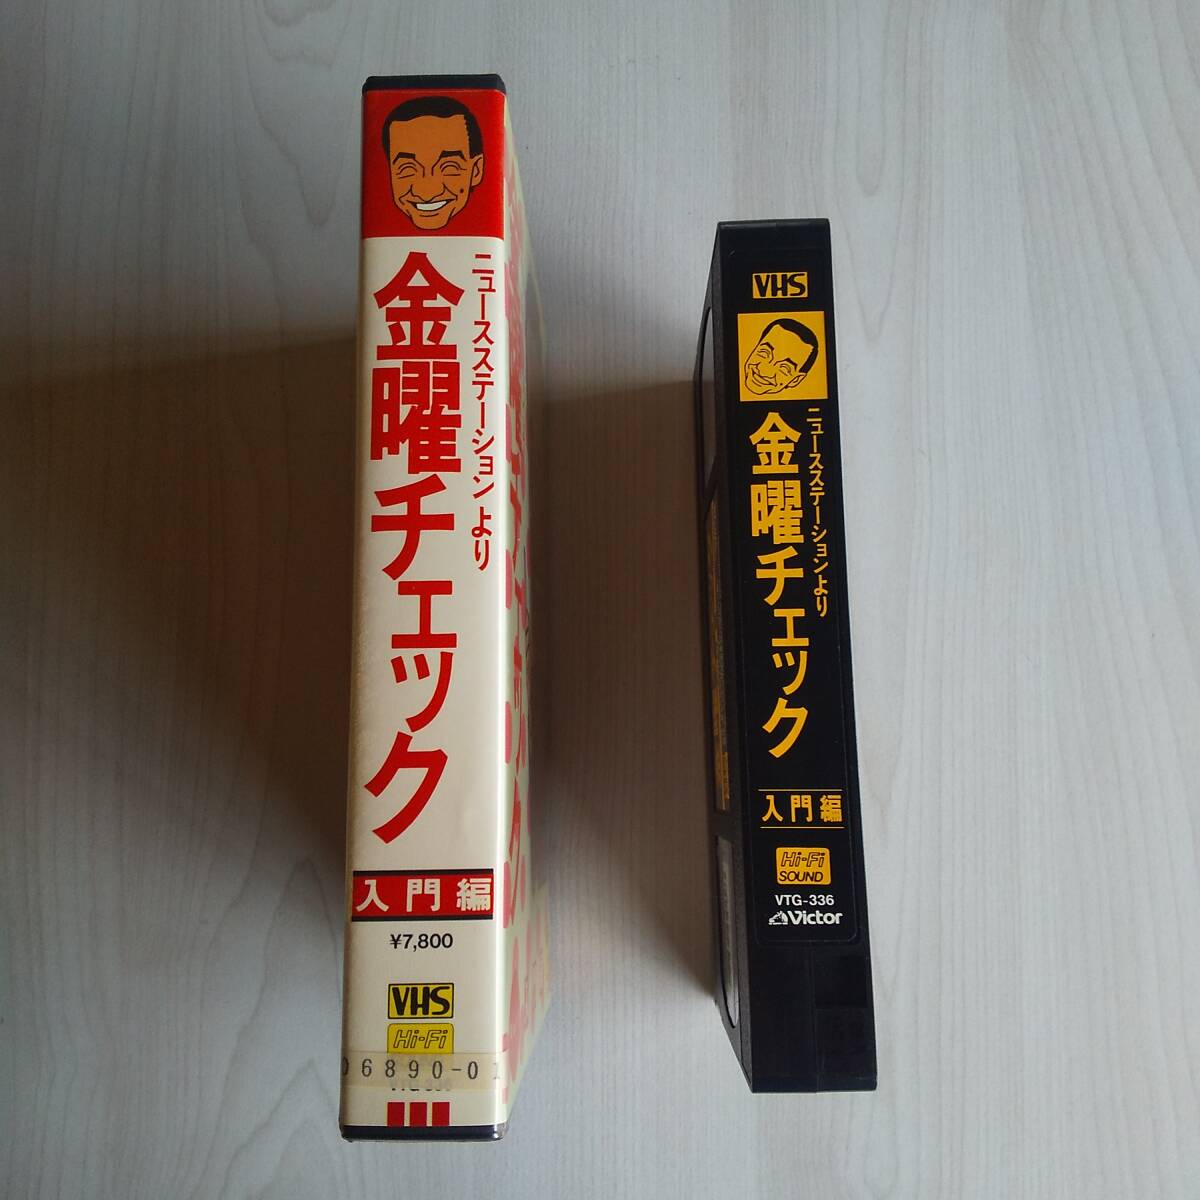 ニュースステーションより
金曜チェック
入門編
¥7,800
VHS
Hi-Fi
06890-01
VTG-336
VHS
ニュースステーションより
金曜チェック
入門編
Hi-Fi
SOUND
VTG-336
Victor